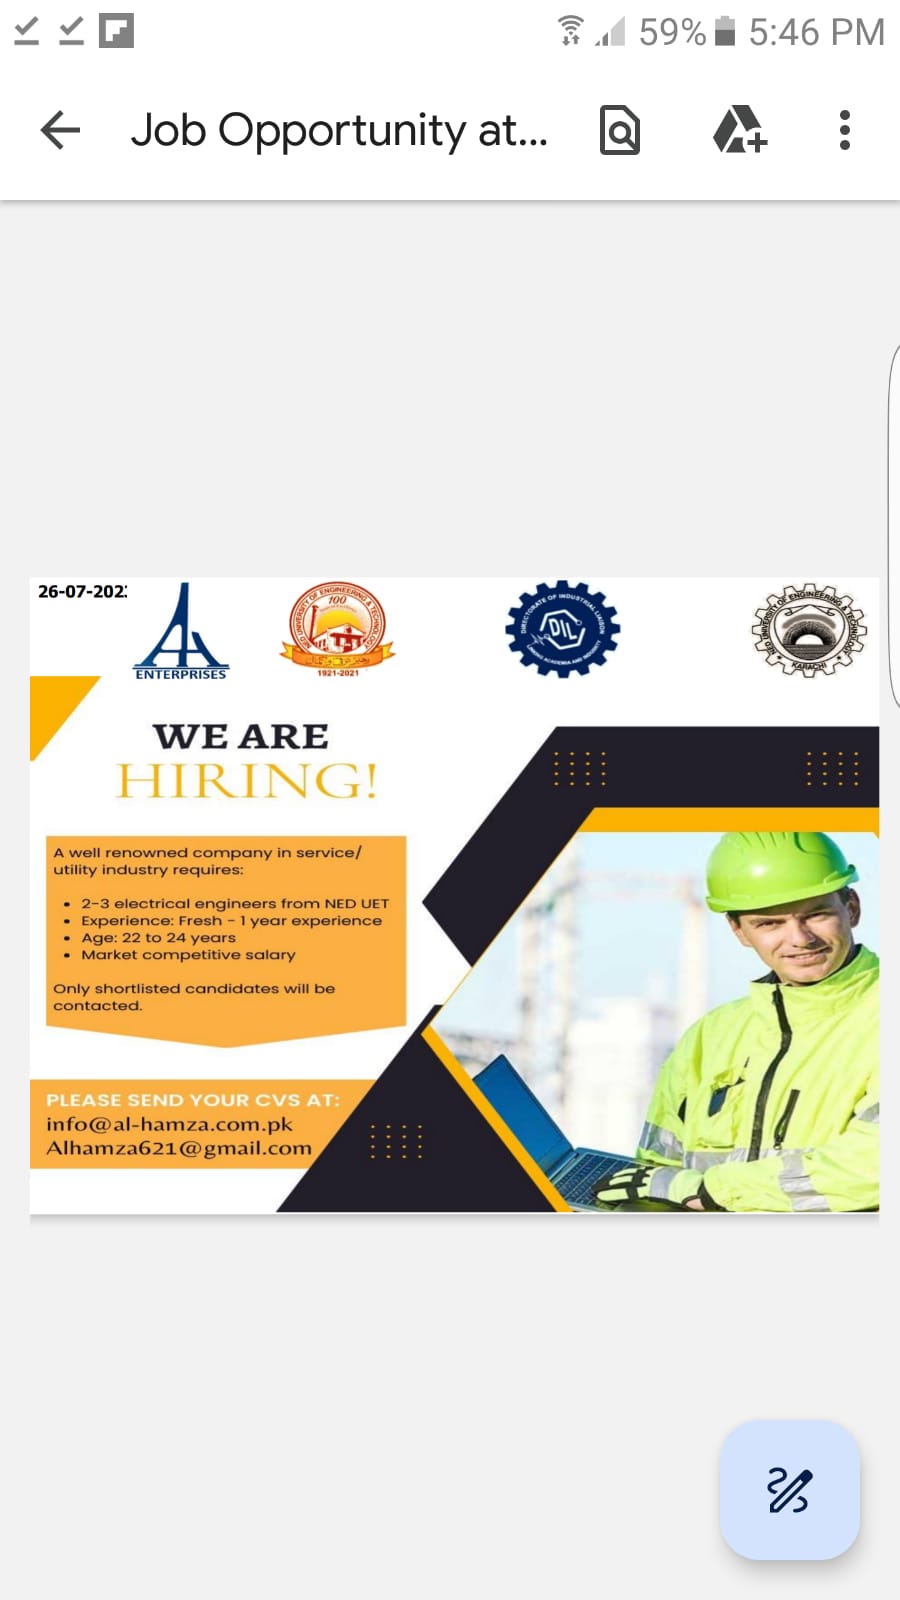 59% 5:46 PM
Job Opportunity at...
26-07-202
ENTERPRISES
NED UNIVERSITY OF ENGINEERING & TECHNOLOGY
100
1921-2021
DIRECTORATE OF INDUSTRIAL LIAISON
DIL
LINKING ACADEMIA AND INDUSTRY
NED UNIVERSITY OF ENGINEERING & TECHNOLOGY
KARACHI
WE ARE
HIRING!
A well renowned company in service/
utility industry requires:
• 2-3 electrical engineers from NED UET
• Experience: Fresh - 1 year experience
• Age: 22 to 24 years
• Market competitive salary
Only shortlisted candidates will be
contacted.
PLEASE SEND YOUR CVS AT:
info@al-hamza.com.pk
Alhamza621@gmail.com